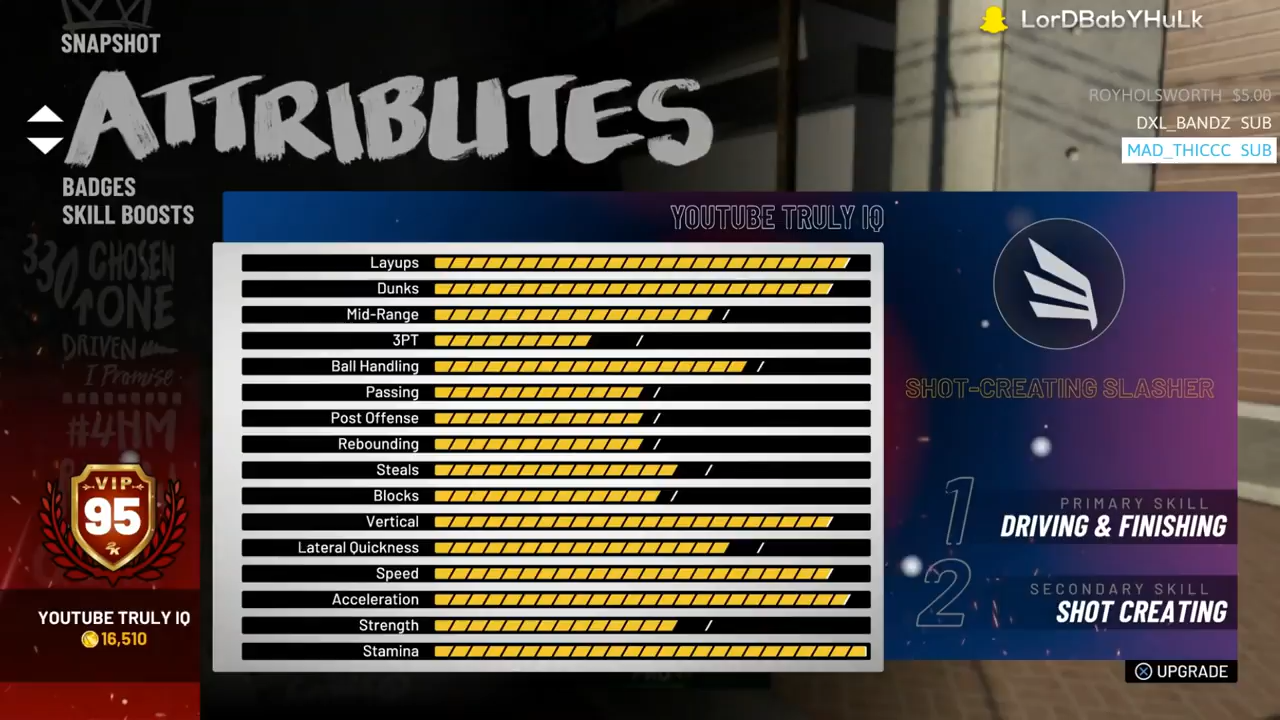 SNAPSHOT
LorDBabYHuLk
ATTRIBUTES
ROYHOLSWORTH $5.00
DXL_BANDZ SUB
MAD_THICCC SUB
BADGES
SKILL BOOSTS
YOUTUBE TRULY IQ
Layups
Dunks
Mid-Range
3PT
Ball Handling
Passing
Post Offense
Rebounding
Steals
Blocks
Vertical
Lateral Quickness
Speed
Acceleration
Strength
Stamina
SHOT-CREATING SLASHER
1
PRIMARY SKILL
DRIVING & FINISHING
2
SECONDARY SKILL
SHOT CREATING
UPGRADE
330
CHOSEN
ONE
DRIVEN
I Promise
#4HM
VIP
95
2K
YOUTUBE TRULY IQ
16,510